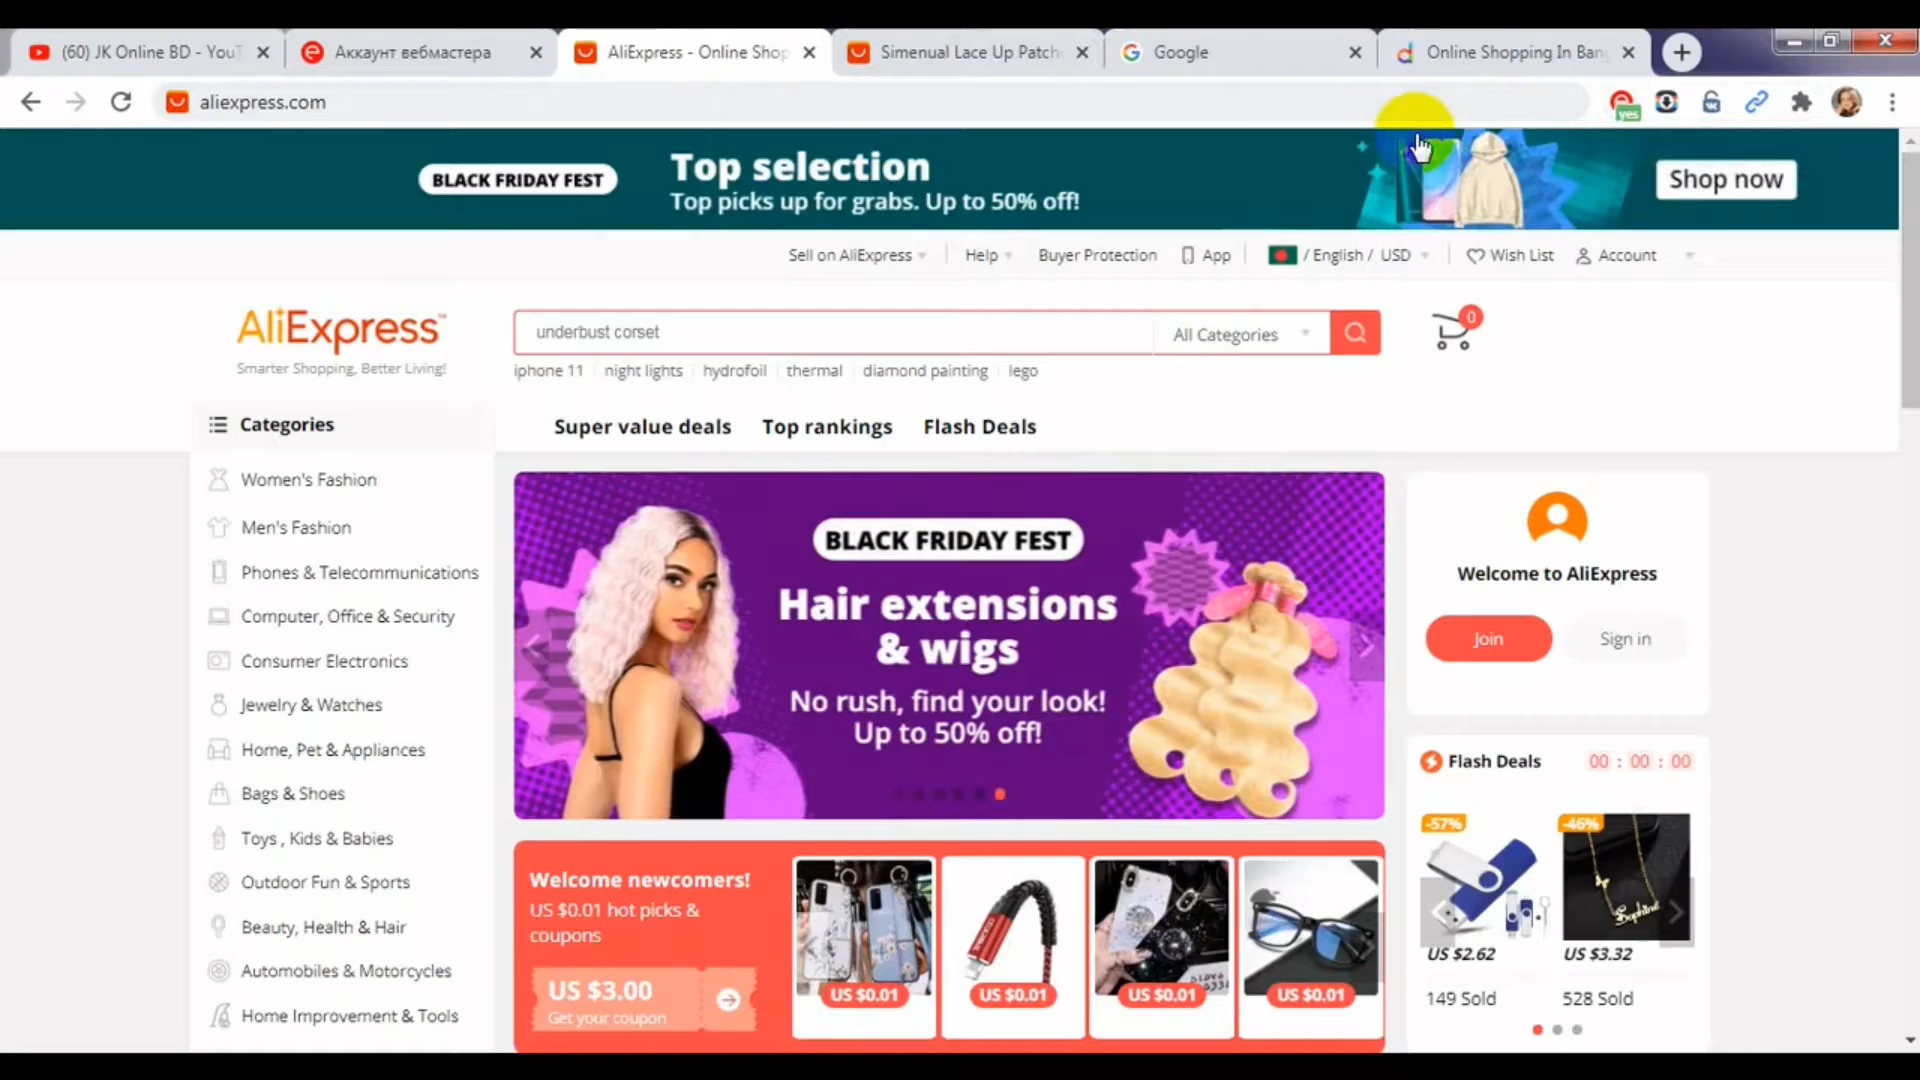 (60) JK Online BD - YouT
Аккаунт вебмастера
AliExpress - Online Shop
Simenual Lace Up Patch
Google
Online Shopping In Bang
aliexpress.com
yes
BLACK FRIDAY FEST
Top selection
Top picks up for grabs. Up to 50% off!
Shop now
Sell on AliExpress
Help
Buyer Protection
App
/ English / USD
Wish List
Account
AliExpress
Smarter Shopping, Better Living!
underbust corset
All Categories
0
iphone 11
night lights
hydrofoil
thermal
diamond painting
lego
Categories
Super value deals
Top rankings
Flash Deals
Women's Fashion
Men's Fashion
Phones & Telecommunications
Computer, Office & Security
Consumer Electronics
Jewelry & Watches
Home, Pet & Appliances
Bags & Shoes
Toys , Kids & Babies
Outdoor Fun & Sports
Beauty, Health & Hair
Automobiles & Motorcycles
Home Improvement & Tools
BLACK FRIDAY FEST
Hair extensions
& wigs
No rush, find your look!
Up to 50% off!
Welcome to AliExpress
Join
Sign in
Flash Deals
00 : 00 : 00
-57%
-46%
Sophine
US $2.62
US $3.32
149 Sold
528 Sold
Welcome newcomers!
US $0.01 hot picks &
coupons
US $3.00
Get your coupon
US $0.01
US $0.01
US $0.01
US $0.01